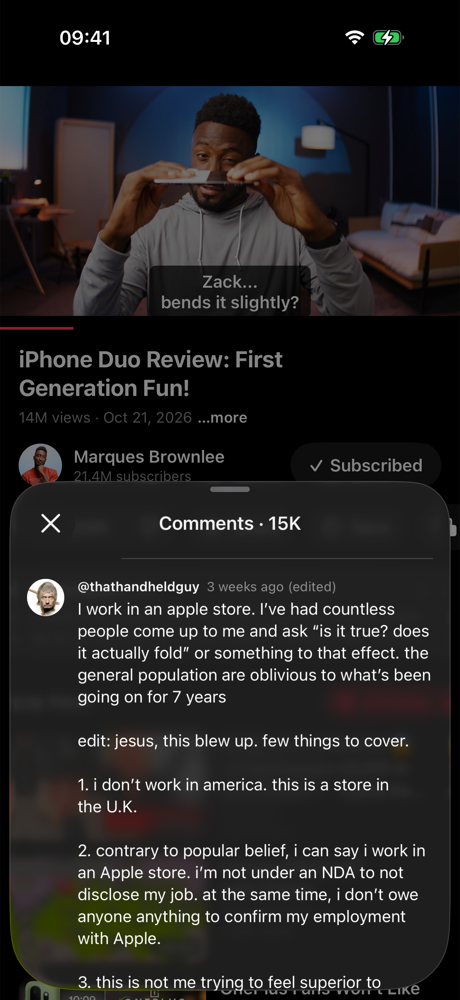 09:41
Zack...
bends it slightly?
iPhone Duo Review: First
Generation Fun!
14M views · Oct 21, 2026 ...more
Marques Brownlee
21.4M subscribers
✓ Subscribed
Comments · 15K
@thathandheldguy 3 weeks ago (edited)
I work in an apple store. I’ve had countless
people come up to me and ask “is it true? does
it actually fold” or something to that effect. the
general population are oblivious to what’s been
going on for 7 years
edit: jesus, this blew up. few things to cover.
1. i don’t work in america. this is a store in
the U.K.
2. contrary to popular belief, i can say i work in
an Apple store. i’m not under an NDA to not
disclose my job. at the same time, i don’t owe
anyone anything to confirm my employment
with Apple.
3. this is not me trying to feel superior to
Fans Won't Like